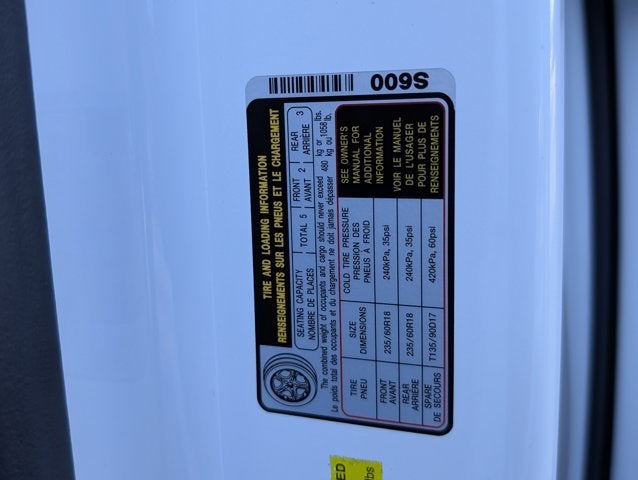 S600
TIRE AND LOADING INFORMATION
RENSEIGNEMENTS SUR LES PNEUS ET LE CHARGEMENT
SEATING CAPACITY
NOMBRE DE PLACES
TOTAL 5
FRONT
AVANT
2
REAR
ARRIÈRE
3
The combined weight of occupants and cargo should never exceed
Le poids total des occupants et du chargement ne doit jamais dépasser
480
kg or
kg ou
1058
lbs.
lb.
TIRE
PNEU
SIZE
DIMENSIONS
COLD TIRE PRESSURE
PRESSION DES
PNEUS À FROID
FRONT
AVANT
235/60R18
240kPa, 35psi
REAR
ARRIÈRE
235/60R18
240kPa, 35psi
SPARE
DE SECOURS
T135/90D17
420kPa, 60psi
SEE OWNER'S
MANUAL FOR
ADDITIONAL
INFORMATION
VOIR LE MANUEL
DE L'USAGER
POUR PLUS DE
RENSEIGNEMENTS
ED
lbs